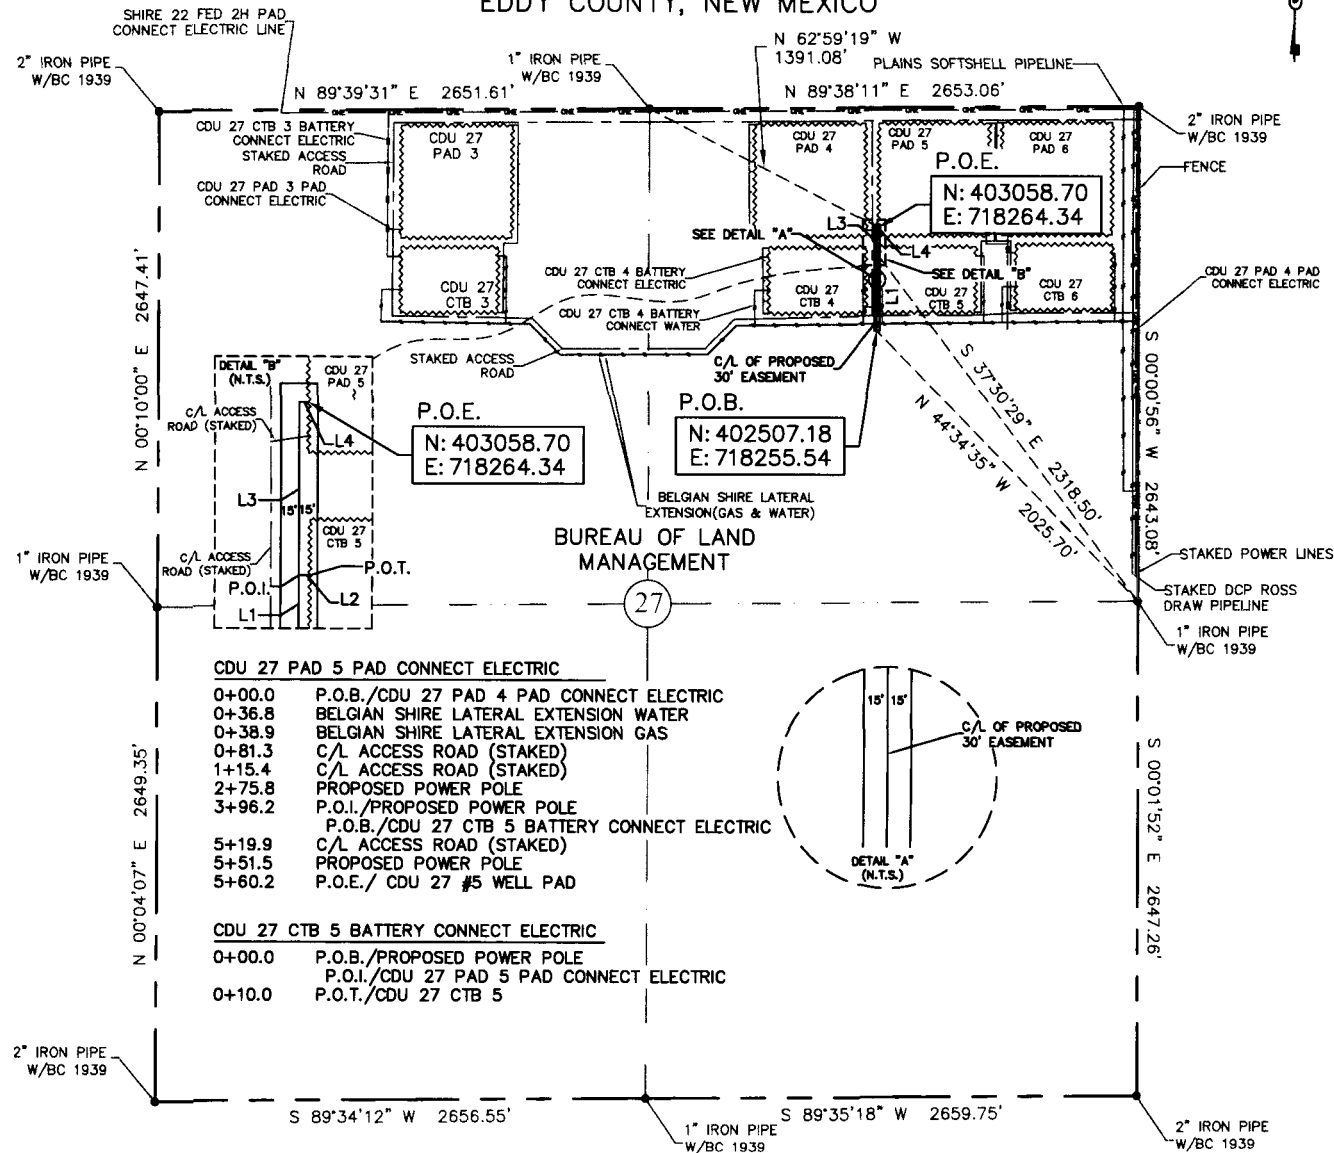 EDDY COUNTY, NEW MEXICO
SHIRE 22 FED 2H PAD
CONNECT ELECTRIC LINE
2" IRON PIPE
W/BC 1939
N 89°39'31" E 2651.61'
1" IRON PIPE
W/BC 1939
N 62°59'19" W
1391.08'
PLAINS SOFTSHELL PIPELINE
N 89°38'11" E 2653.06'
2" IRON PIPE
W/BC 1939
FENCE
CDU 27 CTB 3 BATTERY
CONNECT ELECTRIC
STAKED ACCESS
ROAD
CDU 27 PAD 3 PAD
CONNECT ELECTRIC
CDU 27
PAD 3
CDU 27
PAD 4
CDU 27
PAD 5
CDU 27
PAD 6
P.O.E.
N: 403058.70
E: 718264.34
L3
L4
SEE DETAIL "A"
SEE DETAIL "B"
CDU 27 CTB 4 BATTERY
CONNECT ELECTRIC
CDU 27 CTB 4 BATTERY
CONNECT WATER
CDU 27
CTB 3
CDU 27
CTB 4
L1
CDU 27
CTB 5
CDU 27
CTB 6
CDU 27 PAD 4 PAD
CONNECT ELECTRIC
N 00°10'00" E 2647.41'
STAKED ACCESS
ROAD
C/L OF PROPOSED
30' EASEMENT
P.O.B.
N: 402507.18
E: 718255.54
S 37°30'29" E 2318.50'
N 44°34'35" W 2025.70'
S 00°00'56" W 2643.08'
DETAIL "B"
(N.T.S.)
CDU 27
PAD 5
C/L ACCESS
ROAD (STAKED)
L4
P.O.E.
N: 403058.70
E: 718264.34
L3
15' 15'
CDU 27
CTB 5
C/L ACCESS
ROAD (STAKED)
P.O.I.
P.O.T.
L2
L1
BELGIAN SHIRE LATERAL
EXTENSION(GAS & WATER)
BUREAU OF LAND
MANAGEMENT
27
1" IRON PIPE
W/BC 1939
STAKED POWER LINES
STAKED DCP ROSS
DRAW PIPELINE
1" IRON PIPE
W/BC 1939
CDU 27 PAD 5 PAD CONNECT ELECTRIC
0+00.0 P.O.B./CDU 27 PAD 4 PAD CONNECT ELECTRIC
0+36.8 BELGIAN SHIRE LATERAL EXTENSION WATER
0+38.9 BELGIAN SHIRE LATERAL EXTENSION GAS
0+81.3 C/L ACCESS ROAD (STAKED)
1+15.4 C/L ACCESS ROAD (STAKED)
2+75.8 PROPOSED POWER POLE
3+96.2 P.O.I./PROPOSED POWER POLE
P.O.B./CDU 27 CTB 5 BATTERY CONNECT ELECTRIC
5+19.9 C/L ACCESS ROAD (STAKED)
5+51.5 PROPOSED POWER POLE
5+60.2 P.O.E./ CDU 27 #5 WELL PAD
CDU 27 CTB 5 BATTERY CONNECT ELECTRIC
0+00.0 P.O.B./PROPOSED POWER POLE
P.O.I./CDU 27 PAD 5 PAD CONNECT ELECTRIC
0+10.0 P.O.T./CDU 27 CTB 5
15' 15'
C/L OF PROPOSED
30' EASEMENT
DETAIL "A"
(N.T.S.)
N 00°04'07" E 2649.35'
S 00°01'52" E 2647.26'
2" IRON PIPE
W/BC 1939
S 89°34'12" W 2656.55'
1" IRON PIPE
W/BC 1939
S 89°35'18" W 2659.75'
2" IRON PIPE
W/BC 1939